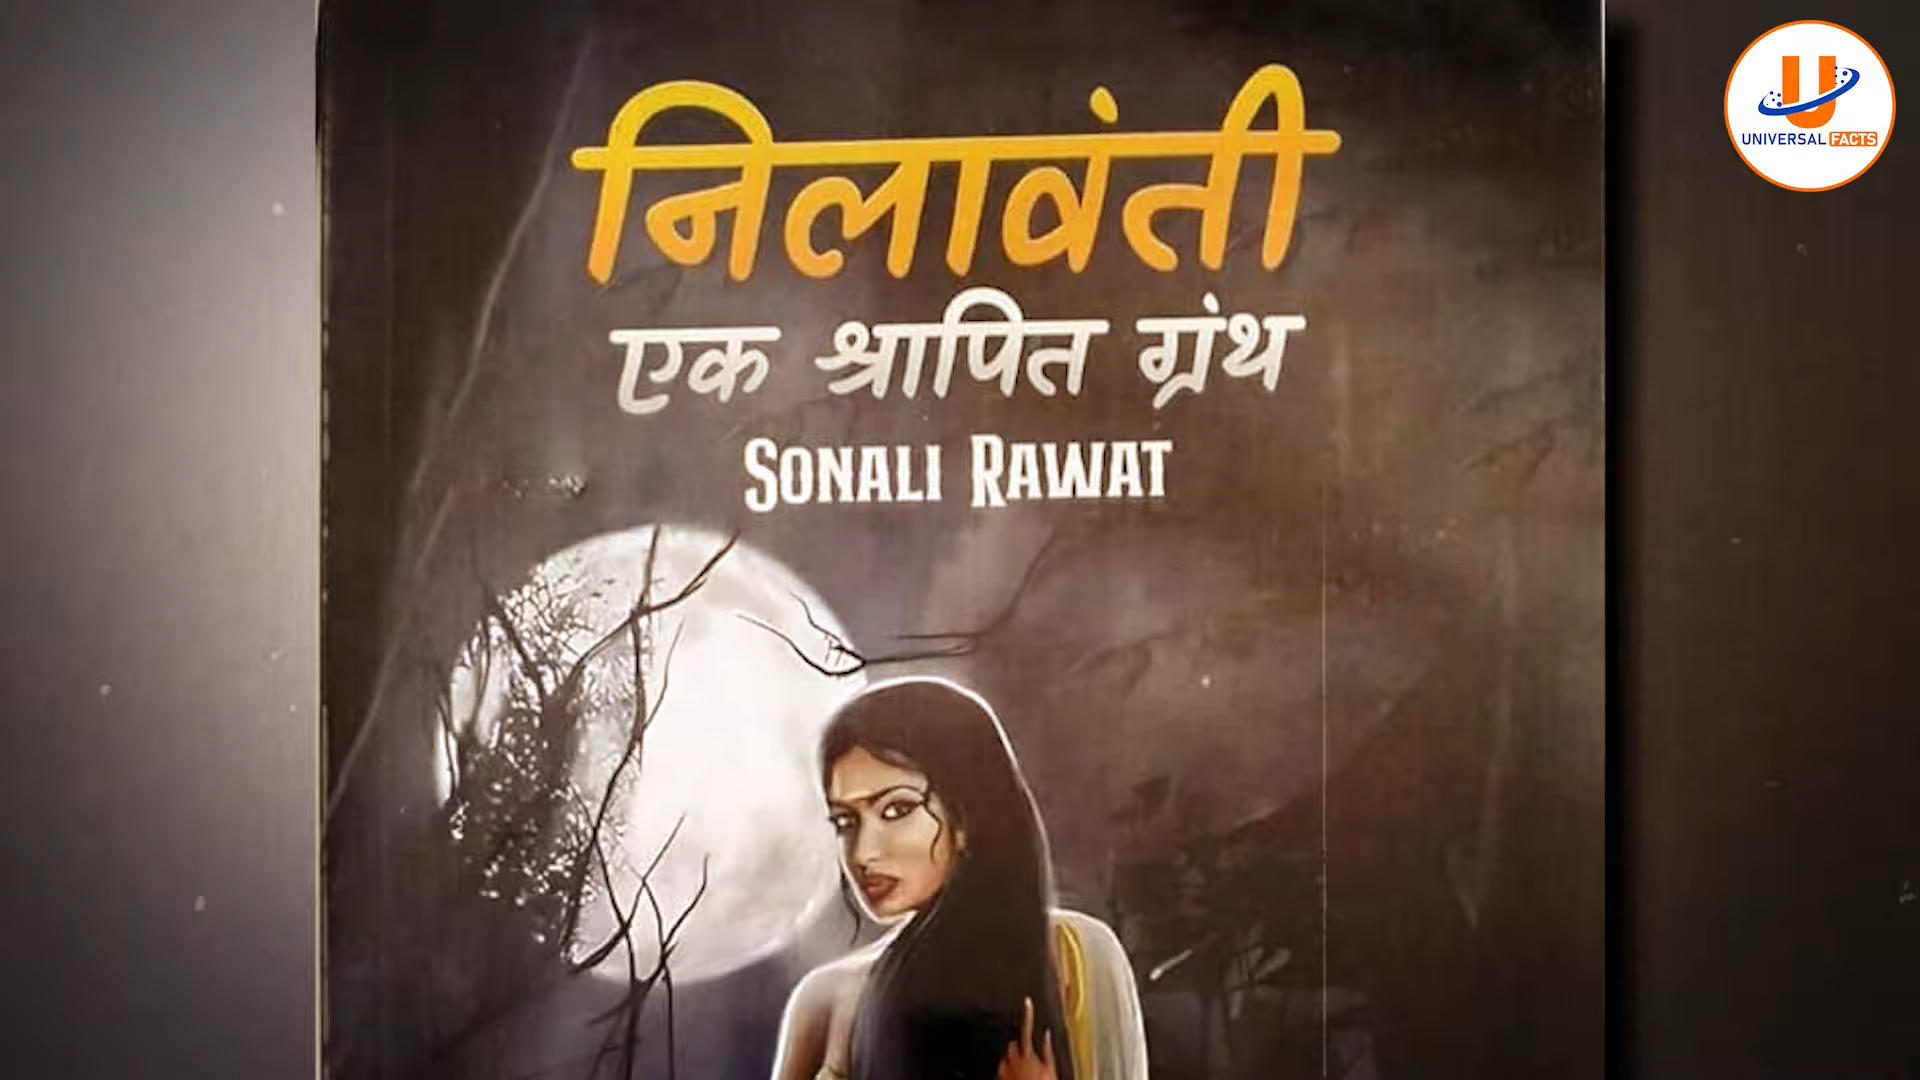 निलावंती
एक श्रापित ग्रंथ
SONALI RAWAT
UNIVERSAL FACTS